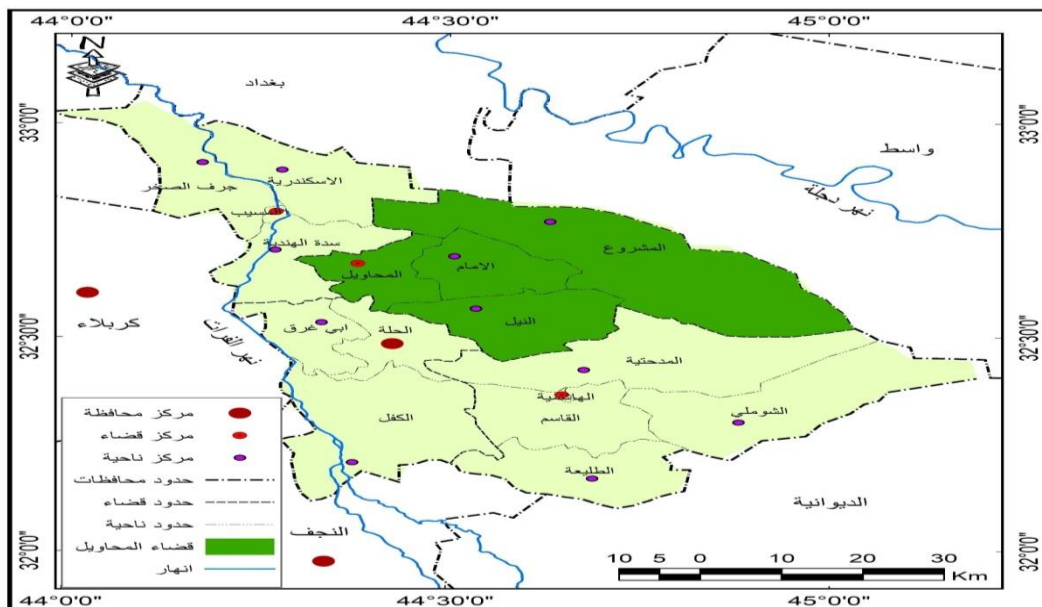 44°0'0" 44°30'0" 45°0'0"
N
بغداد
33°0'0" 33°0'0"
واسط
الاسكندرية
جرف الصخر
نهر دجلة
المسيب
سدة الهندية
المشروع
الامام
المحاويل
كربلاء
نهر الفرات
ابي غرق
الحلة
النيل
32°30'0" 32°30'0"
المدحتية
الهاشمية
القاسم
الشوملي
الكفل
الطليعة
الديوانية
النجف
مركز محافظة
مركز قضاء
مركز ناحية
حدود محافظات
حدود قضاء
حدود ناحية
قضاء المحاويل
انهار
32°0'0" 32°0'0"
10 5 0 10 20 30
Km
44°0'0" 44°30'0" 45°0'0"